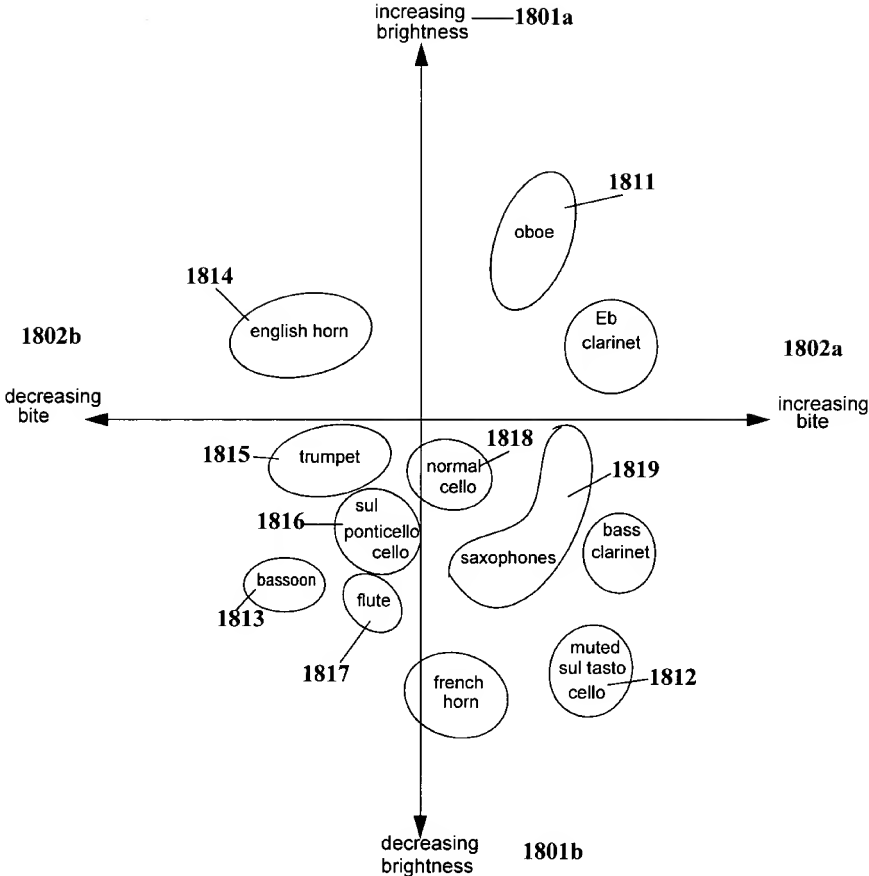 increasing
brightness
1801a
1811
oboe
1814
english horn
Eb
clarinet
1802b
1802a
decreasing
bite
increasing
bite
1815
trumpet
normal
cello
1818
1819
1816
sul
ponticello
cello
saxophones
bass
clarinet
bassoon
1813
flute
1817
french
horn
muted
sul tasto
cello
1812
decreasing
brightness
1801b